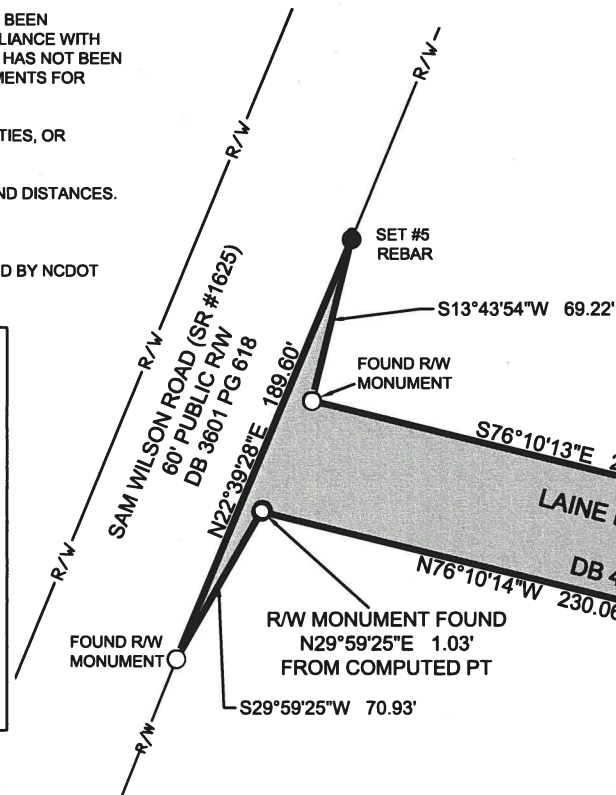 BEEN
LIANCE WITH
HAS NOT BEEN
MENTS FOR
TIES, OR
ND DISTANCES.
D BY NCDOT
R/W
R/W
R/W
R/W
R/W
SET #5
REBAR
S13°43'54"W 69.22'
FOUND R/W
MONUMENT
SAM WILSON ROAD (SR #1625)
60' PUBLIC R/W
DB 3601 PG 618
N22°39'28"E 189.60'
S76°10'13"E 2
LAINE
DB 4
N76°10'14"W 230.06
R/W MONUMENT FOUND
N29°59'25"E 1.03'
FROM COMPUTED PT
FOUND R/W
MONUMENT
S29°59'25"W 70.93'